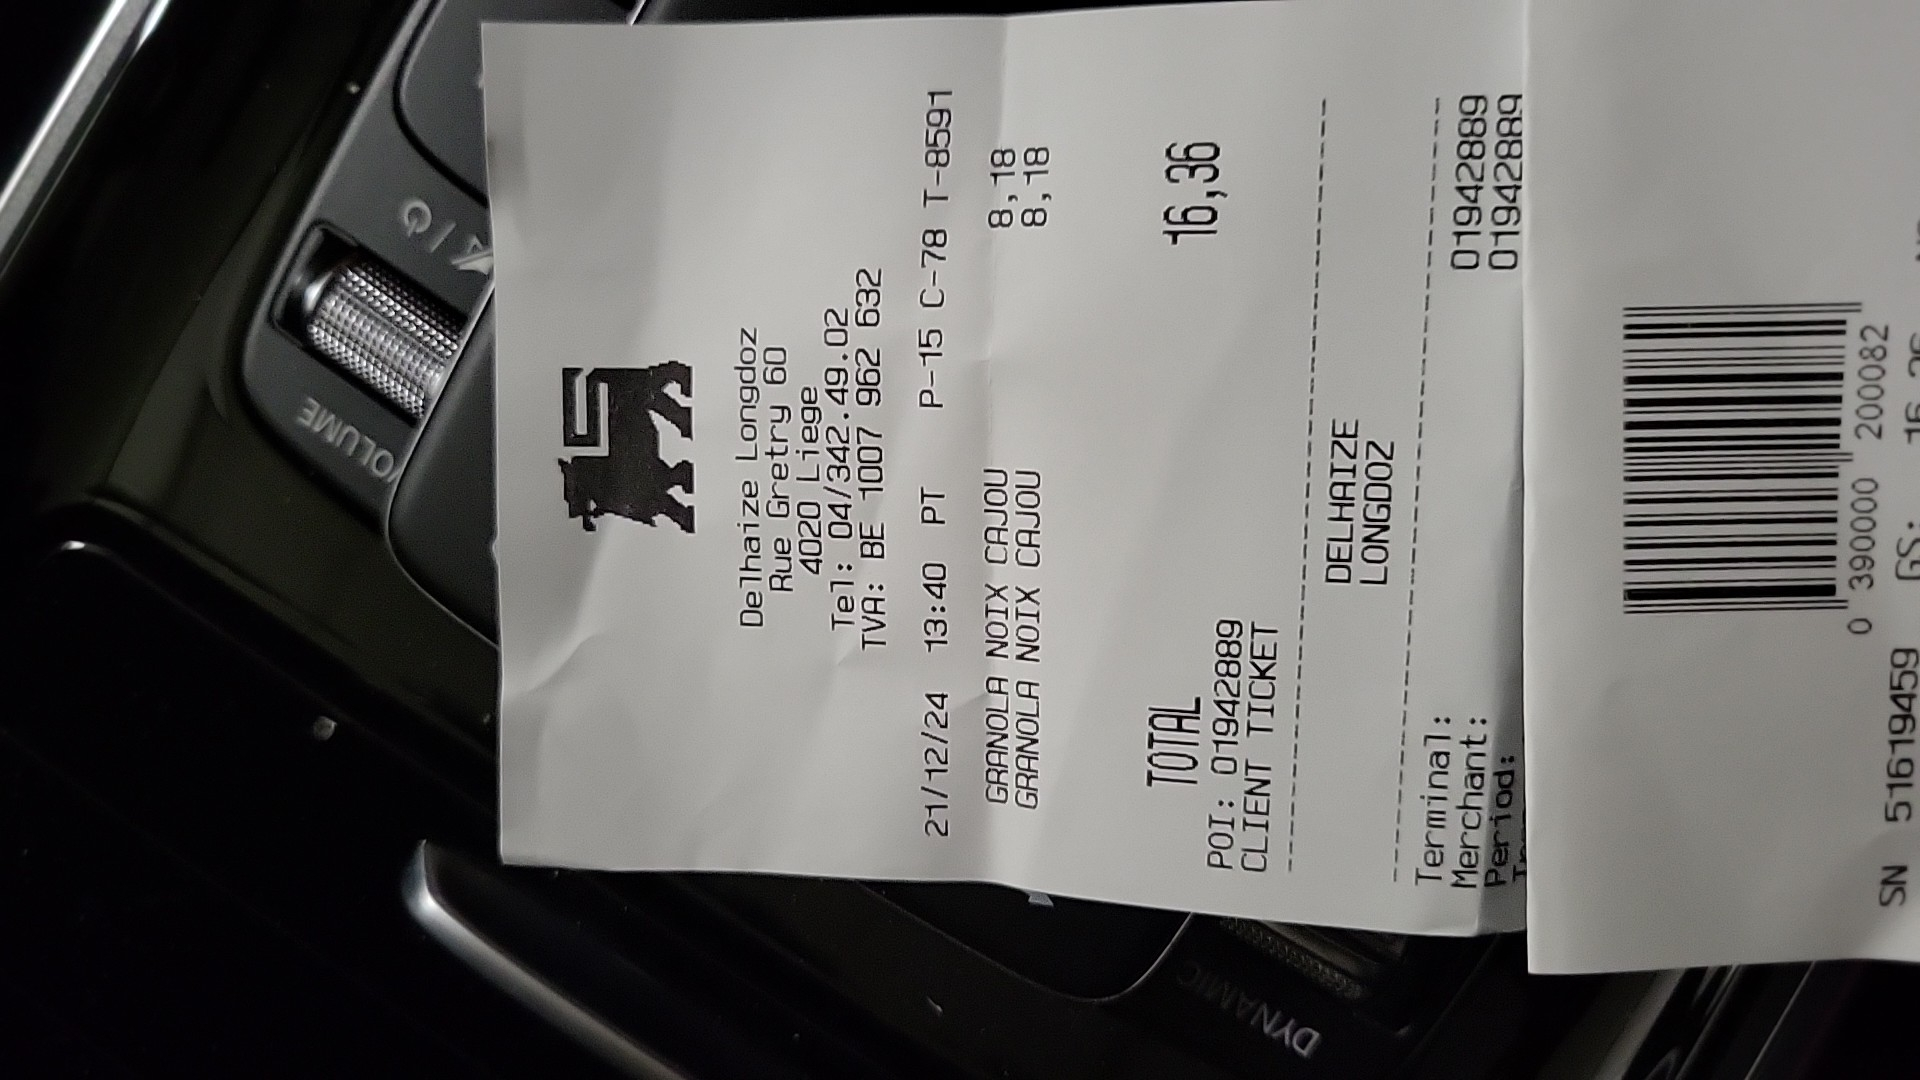 Delhaize Longdoz
Rue Gretry 60
4020 Liege
Tel: 04/342.49.02
TVA: BE 1007 962 632
21/12/24 13:40 PT P-15 C-78 T-8591
GRANOLA NOIX CAJOU 8,18
GRANOLA NOIX CAJOU 8,18
TOTAL 16,36
POI: 01942889
CLIENT TICKET
DELHAIZE
LONGDOZ
Terminal: 01942889
Merchant: 01942889
Period:
0 390000 200082
SN 51619459 GS:
VOLUME
DYNAMIC